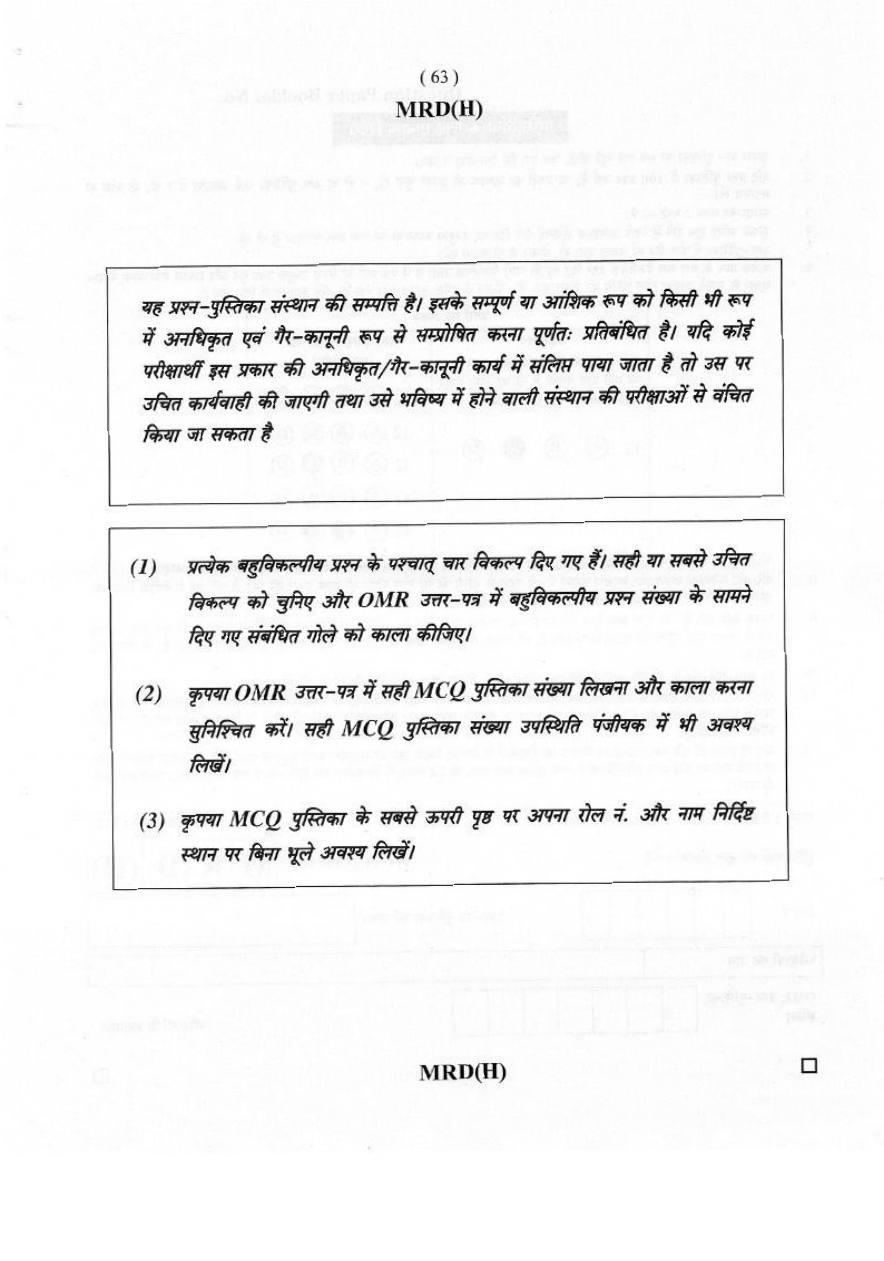 ( 63 )
MRD(H)
यह प्रश्न-पुस्तिका संस्थान की सम्पत्ति है। इसके सम्पूर्ण या आशिक रूप को किसी भी रूप
में अनधिकृत एवं गैर-कानूनी रूप से सम्प्रोषित करना पूर्णतः प्रतिबंधित है। यदि कोई
परीक्षार्थी इस प्रकार की अनधिकृत/गैर-कानूनी कार्य में संलिप्त पाया जाता है तो उस पर
उचित कार्यवाही की जाएगी तथा उसे भविष्य में होने वाली संस्थान की परीक्षाओं से वंचित
किया जा सकता है
(1) प्रत्येक बहुविकल्पीय प्रश्न के पश्चात् चार विकल्प दिए गए हैं। सही या सबसे उचित
विकल्प को चुनिए और OMR उत्तर-पत्र में बहुविकल्पीय प्रश्न संख्या के सामने
दिए गए संबंधित गोले को काला कीजिए।
(2) कृपया OMR उत्तर-पत्र में सही MCQ पुस्तिका संख्या लिखना और काला करना
सुनिश्चित करें। सही MCQ पुस्तिका संख्या उपस्थिति पंजीयक में भी अवश्य
लिखें।
(3) कृपया MCQ पुस्तिका के सबसे ऊपरी पृष्ठ पर अपना रोल नं. और नाम निर्दिष्ट
स्थान पर बिना भूले अवश्य लिखें।
MRD(H)